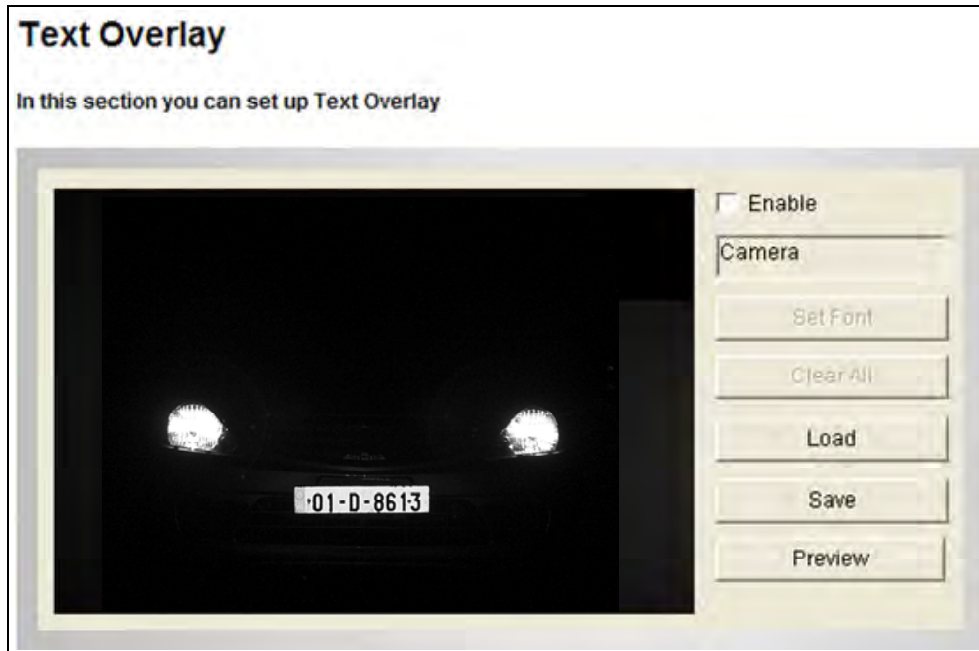 Text Overlay
In this section you can set up Text Overlay
Enable
Camera
Set Font
Clear All
Load
Save
Preview
01-D-8613